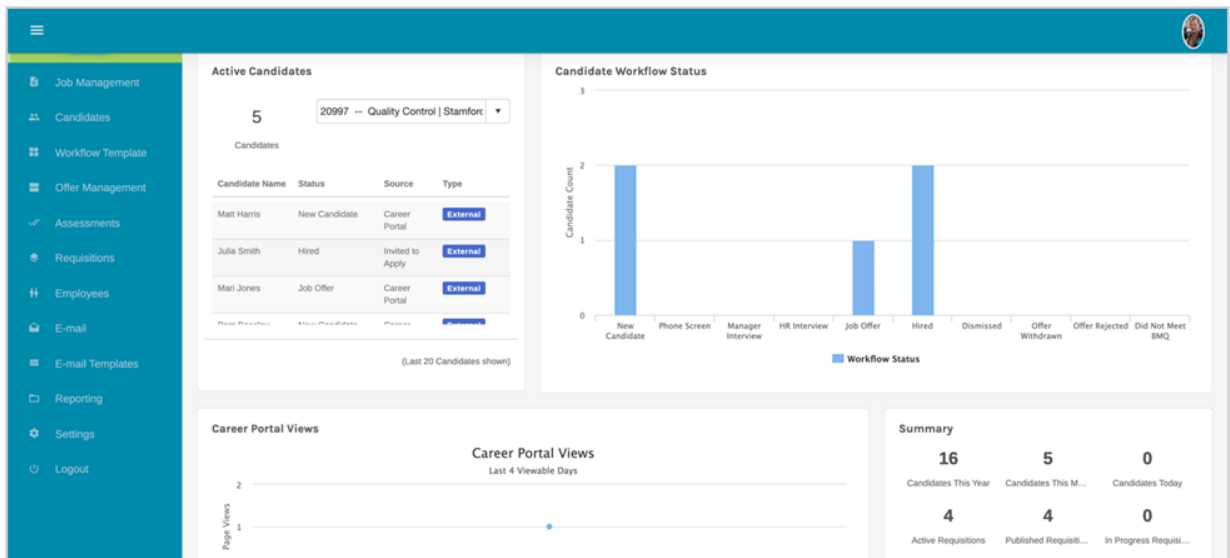 Job Management
Candidates
Workflow Template
Offer Management
Assessments
Requisitions
Employees
E-mail
E-mail Templates
Reporting
Settings
Logout
Active Candidates
5
Candidates
20997 -- Quality Control | Stamford
Candidate Name Status Source Type
Matt Harris New Candidate Career External
Portal
Julia Smith Hired Invited to External
Apply
Mari Jones Job Offer Career External
Portal
New Candidate Career External
(Last 20 Candidates shown)
Candidate Workflow Status
3
2
1
0
Candidate Count
New Phone Screen Manager HR Interview Job Offer Hired Dismissed Offer Offer Rejected Did Not Meet
Candidate Interview Withdrawn BMQ
Workflow Status
Career Portal Views
Career Portal Views
Last 4 Viewable Days
2
1
Page Views
Summary
16 5 0
Candidates This Year Candidates This M... Candidates Today
4 4 0
Active Requisitions Published Requisiti... In Progress Requisi...